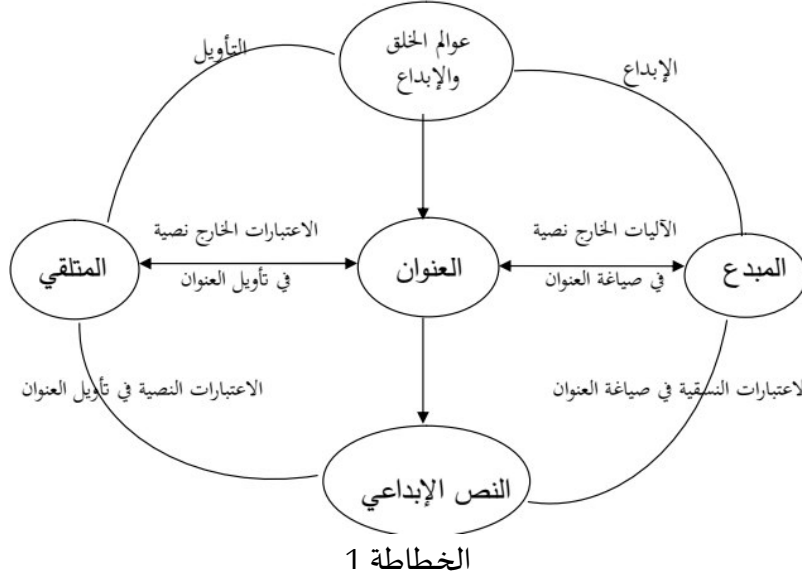 عوالم الخلق
والإبداع
الإبداع
التأويل
الآليات الخارج نصية
الاعتبارات الخارج نصية
المبدع
العنوان
المتلقي
في صياغة العنوان
في تأويل العنوان
الاعتبارات النسقية في صياغة العنوان
الاعتبارات النصية في تأويل العنوان
النص الإبداعي
الخطاطة 1